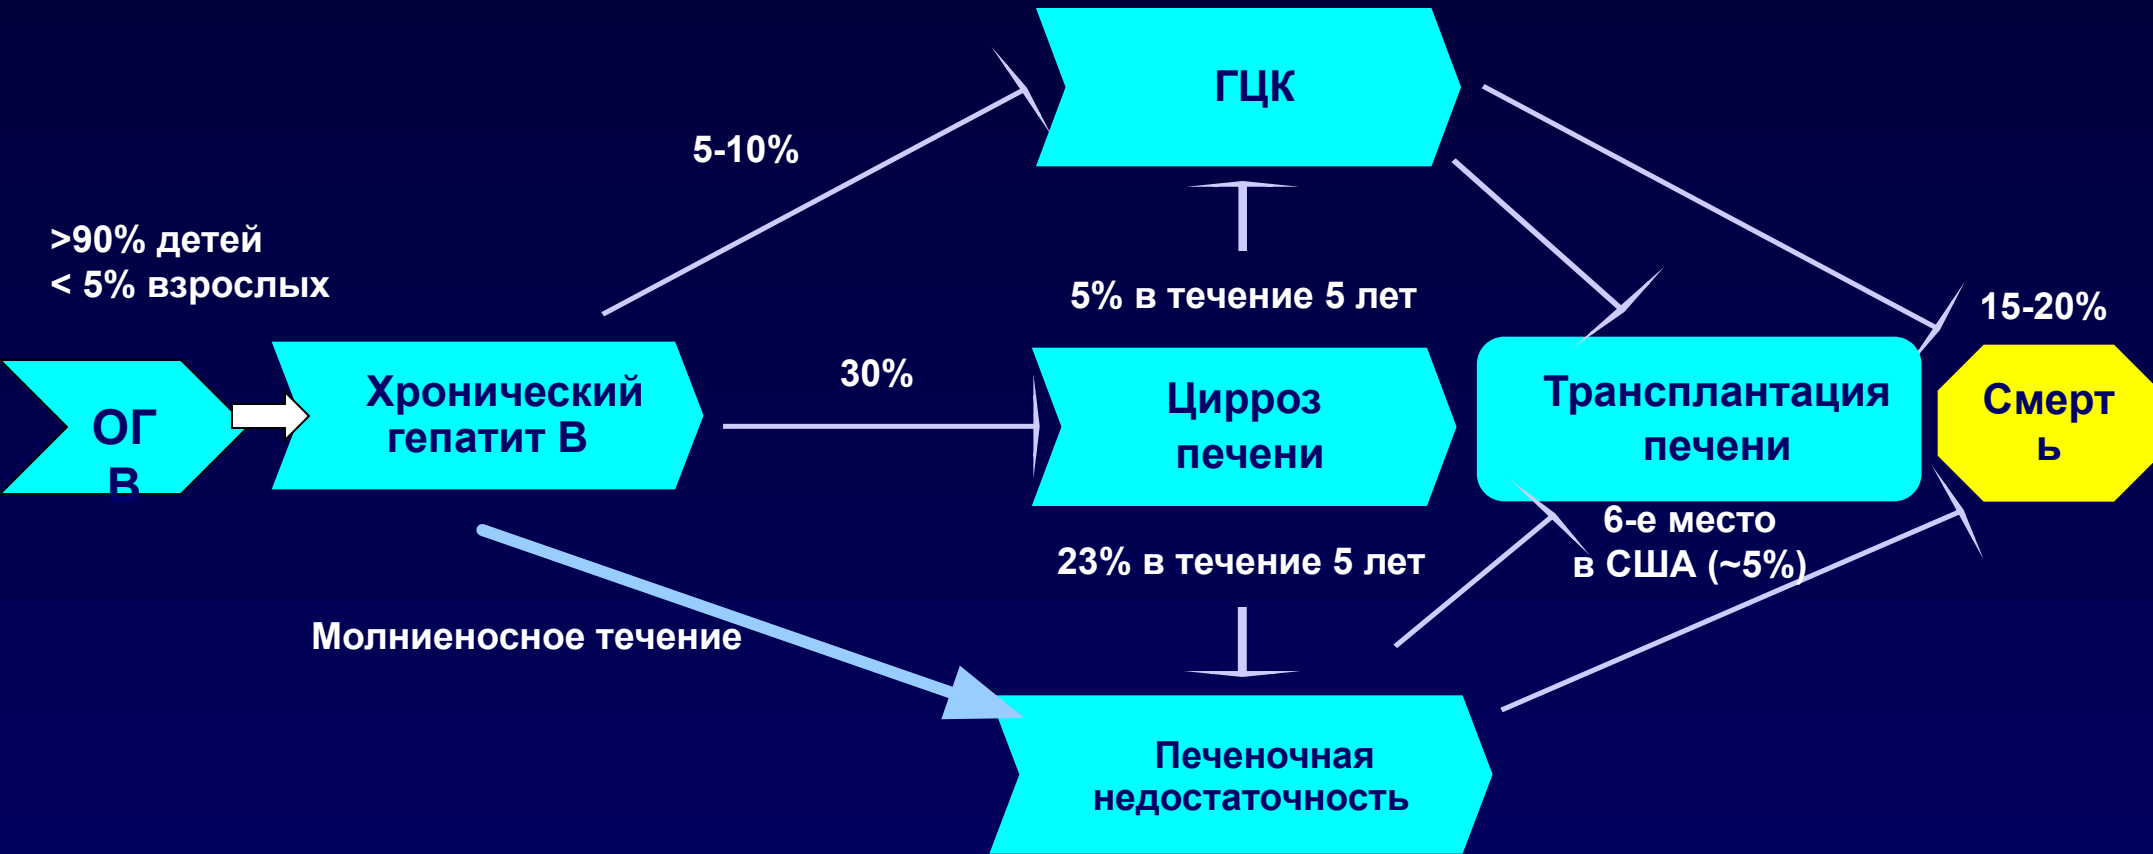 ГЦК
5-10%
>90% детей
< 5% взрослых
5% в течение 5 лет
15-20%
ОГ
В
Хронический
гепатит В
30%
Цирроз
печени
Трансплантация
печени
Смерт
ь
6-е место
в США (~5%)
23% в течение 5 лет
Молниеносное течение
Печеночная
недостаточность